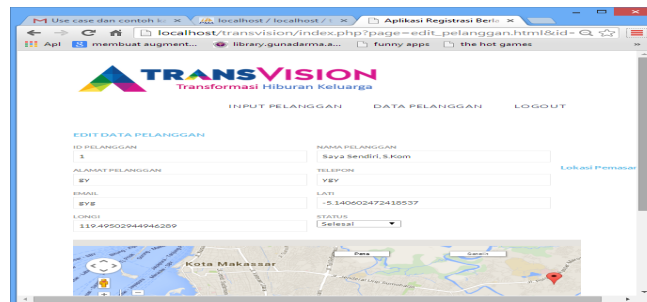 Use case dan contoh k
localhost / localhost /
Aplikasi Registrasi Berla
localhost/transvision/index.php?page=edit_pelanggan.html&id=
Apl
membuat augment...
library.gunadarma.a...
funny apps
the hot games
TRANSVISION
Transformasi Hiburan Keluarga
INPUT PELANGGAN DATA PELANGGAN LOGOUT
EDIT DATA PELANGGAN
ID PELANGGAN
NAMA PELANGGAN
1
Saya Sendiri, S.Kom
Lokasi Pemasar
ALAMAT PELANGGAN
TELEPON
gy
ygy
EMAIL
LATI
gyg
-5.140602472418537
LONGI
STATUS
119.49502944946289
Selesai
Peta
Satelit
Kota Makassar